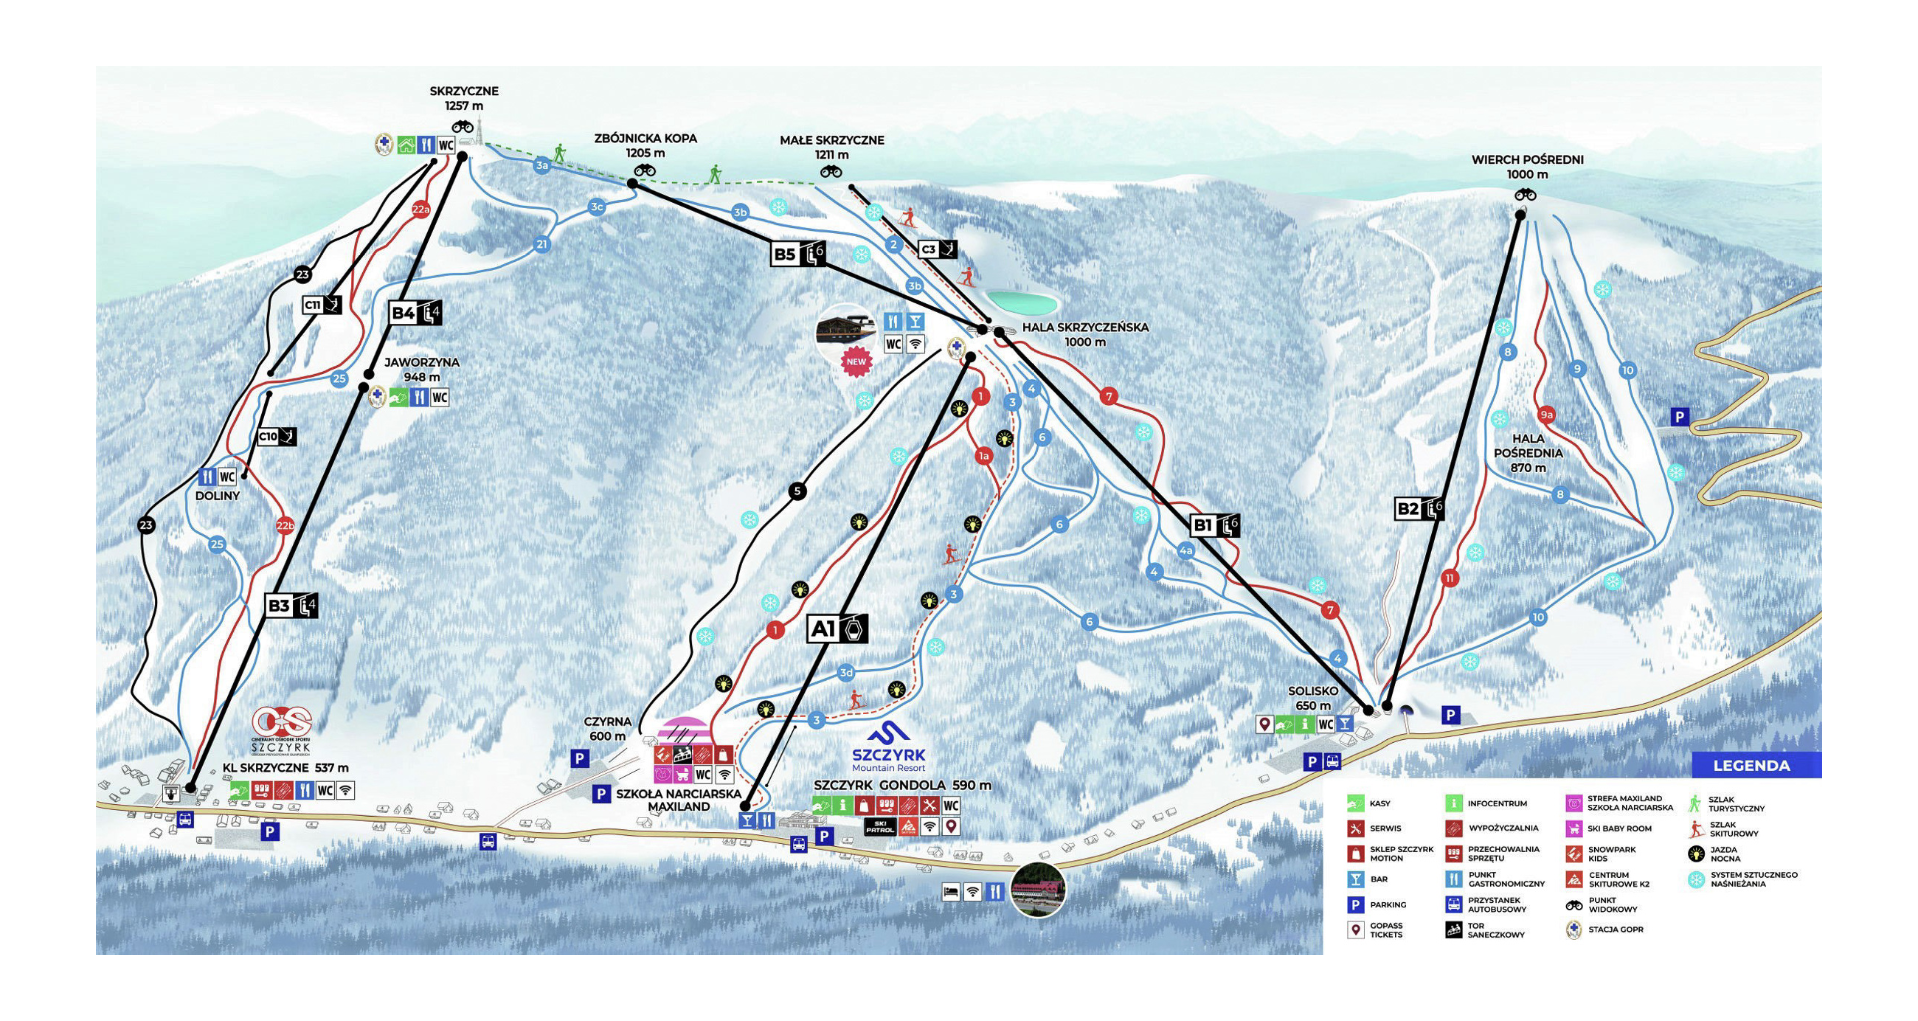 SKRZYCZNE
1257 m
WC
ZBÓJNICKA KOPA
1205 m
MAŁE SKRZYCZNE
1211 m
WIERCH POŚREDNI
1000 m
3a
3c
3b
22a
21
23
2
C3
B5 6
3b
C11
B4 4
HALA SKRZYCZEŃSKA
1000 m
WC
NEW
JAWORZYNA
948 m
25
WC
8
9
10
4
3
1
7
9a
P
C10
6
1a
HALA
POŚREDNIA
870 m
WC
DOLINY
5
8
23
22b
25
6
B1 6
B2 6
4a
4
11
B3 4
3
7
10
A1
1
6
3d
4
SOLISKO
650 m
WC
P
CZYRNA
600 m
3
COS
CENTRALNY OŚRODEK SPORTU
SZCZYRK
SZCZYRK
Mountain Resort
P
P
KL SKRZYCZNE 537 m
WC
WC
SZCZYRK GONDOLA 590 m
P
SZKOŁA NARCIARSKA
MAXILAND
WC
SKI
PATROL
P
P
LEGENDA
KASY
SERWIS
SKLEP SZCZYRK
MOTION
BAR
P PARKING
GOPASS
TICKETS
INFOCENTRUM
WYPOŻYCZALNIA
PRZECHOWALNIA
SPRZĘTU
PUNKT
GASTRONOMICZNY
PRZYSTANEK
AUTOBUSOWY
TOR
SANECZKOWY
STREFA MAXILAND
SZKOŁA NARCIARSKA
SKI BABY ROOM
SNOWPARK
KIDS
CENTRUM
SKITUROWE K2
PUNKT
WIDOKOWY
STACJA GOPR
SZLAK
TURYSTYCZNY
SZLAK
SKITUROWY
JAZDA
NOCNA
SYSTEM SZTUCZNEGO
NAŚNIEŻANIA